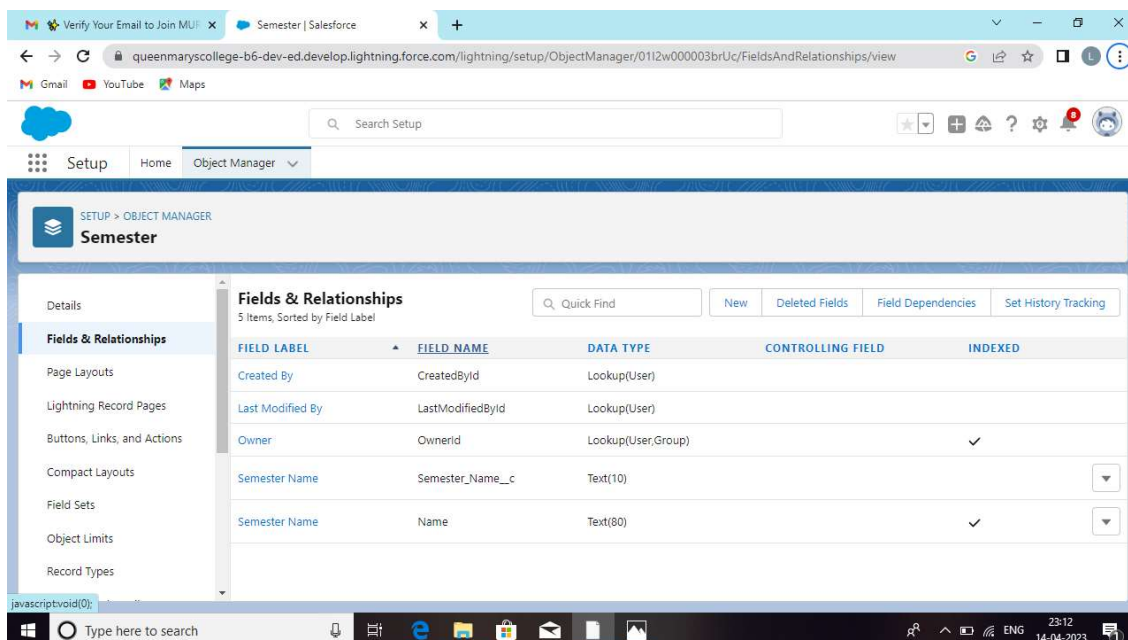 Verify Your Email to Join MUR
Semester | Salesforce
queenmaryscollege-b6-dev-ed.develop.lightning.force.com/lightning/setup/ObjectManager/01I2w000003brUc/FieldsAndRelationships/view
Gmail YouTube Maps
Search Setup
8
Setup Home Object Manager
SETUP > OBJECT MANAGER
Semester
Details
Fields & Relationships
Page Layouts
Lightning Record Pages
Buttons, Links, and Actions
Compact Layouts
Field Sets
Object Limits
Record Types
Fields & Relationships
5 Items, Sorted by Field Label
Quick Find New Deleted Fields Field Dependencies Set History Tracking
FIELD LABEL FIELD NAME DATA TYPE CONTROLLING FIELD INDEXED
Created By CreatedById Lookup(User)
Last Modified By LastModifiedById Lookup(User)
Owner OwnerId Lookup(User,Group)
Semester Name Semester_Name__c Text(10)
Semester Name Name Text(80)
javascript:void(0);
Type here to search
ENG
23:12
14-04-2023